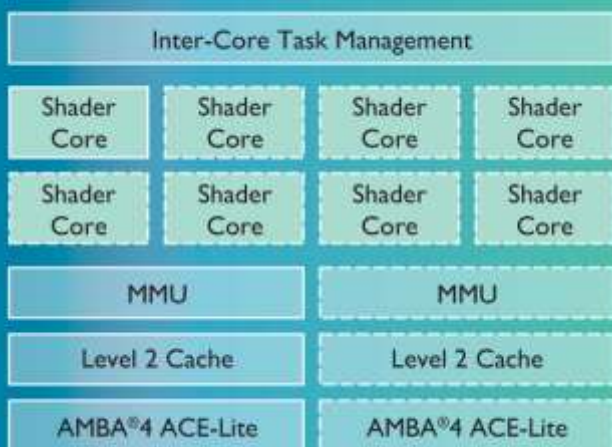 Inter-Core Task Management
Shader Shader Shader Shader
Core Core Core Core
Shader Shader Shader Shader
Core Core Core Core
MMU MMU
Level 2 Cache Level 2 Cache
AMBA®4 ACE-Lite AMBA®4 ACE-Lite